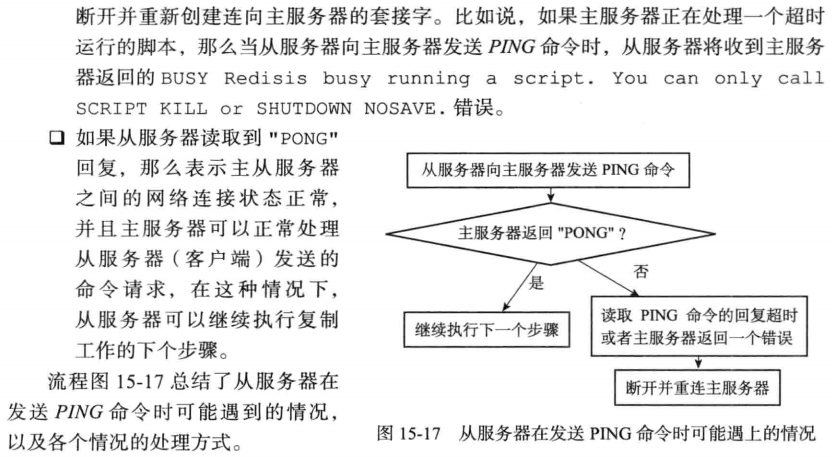 断开并重新创建连向主服务器的套接字。比如说，如果主服务器正在处理一个超时
运行的脚本，那么当从服务器向主服务器发送 PING 命令时，从服务器将收到主服务
器返回的 BUSY Redisis busy running a script. You can only call
SCRIPT KILL or SHUTDOWN NOSAVE. 错误。
❑ 如果从服务器读取到 "PONG"
回复，那么表示主从服务器
之间的网络连接状态正常，
并且主服务器可以正常处理
从服务器（客户端）发送的
命令请求，在这种情况下，
从服务器可以继续执行复制
工作的下个步骤。
流程图 15-17 总结了从服务器在
发送 PING 命令时可能遇到的情况，
以及各个情况的处理方式。
从服务器向主服务器发送 PING 命令
主服务器返回 "PONG"？
是
否
继续执行下一个步骤
读取 PING 命令的回复超时
或者主服务器返回一个错误
断开并重连主服务器
图 15-17 从服务器在发送 PING 命令时可能遇上的情况